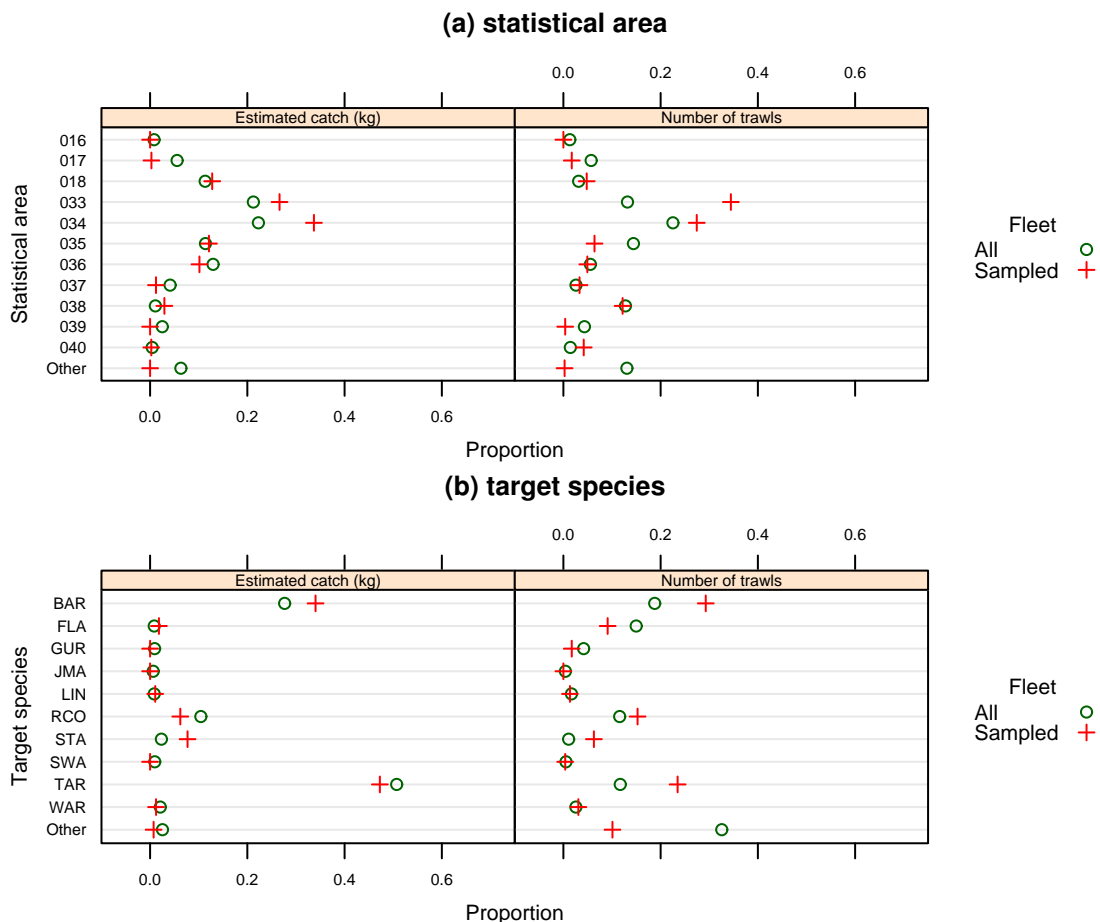 (a) statistical area
0.0 0.2 0.4 0.6
Estimated catch (kg) Number of trawls
Statistical area
016
017
018
033
034
035
036
037
038
039
040
Other
0.0 0.2 0.4 0.6
Proportion
Fleet
All
Sampled
(b) target species
0.0 0.2 0.4 0.6
Estimated catch (kg) Number of trawls
Target species
BAR
FLA
GUR
JMA
LIN
RCO
STA
SWA
TAR
WAR
Other
0.0 0.2 0.4 0.6
Proportion
Fleet
All
Sampled